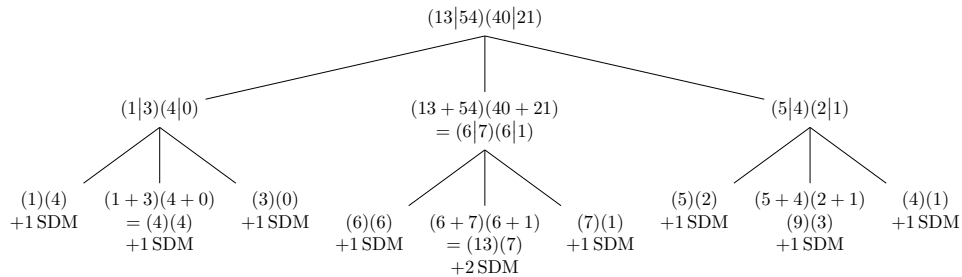 (13|54)(40|21)
(1|3)(4|0)
(13 + 54)(40 + 21)
= (6|7)(6|1)
(5|4)(2|1)
(1)(4)
+1 SDM
(1 + 3)(4 + 0)
= (4)(4)
+1 SDM
(3)(0)
+1 SDM
(6)(6)
+1 SDM
(6 + 7)(6 + 1)
= (13)(7)
+2 SDM
(7)(1)
+1 SDM
(5)(2)
+1 SDM
(5 + 4)(2 + 1)
(9)(3)
+1 SDM
(4)(1)
+1 SDM